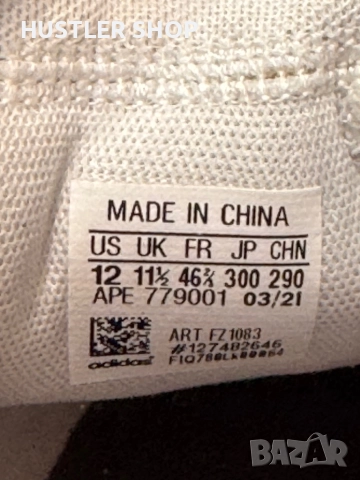 HUSTLER SHOP
MADE IN CHINA
US UK FR JP CHN
12 11½ 46⅔ 300 290
APE 779001 03/21
ART FZ1083
#127482646
adidas
BAZAR